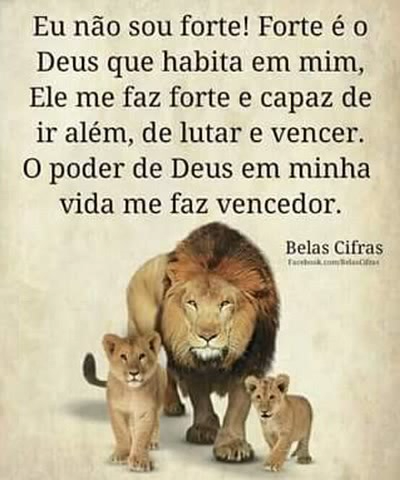 Eu não sou forte! Forte é o
Deus que habita em mim,
Ele me faz forte e capaz de
ir além, de lutar e vencer.
O poder de Deus em minha
vida me faz vencedor.
Belas Cifras
Facebook.com/BelasCifras